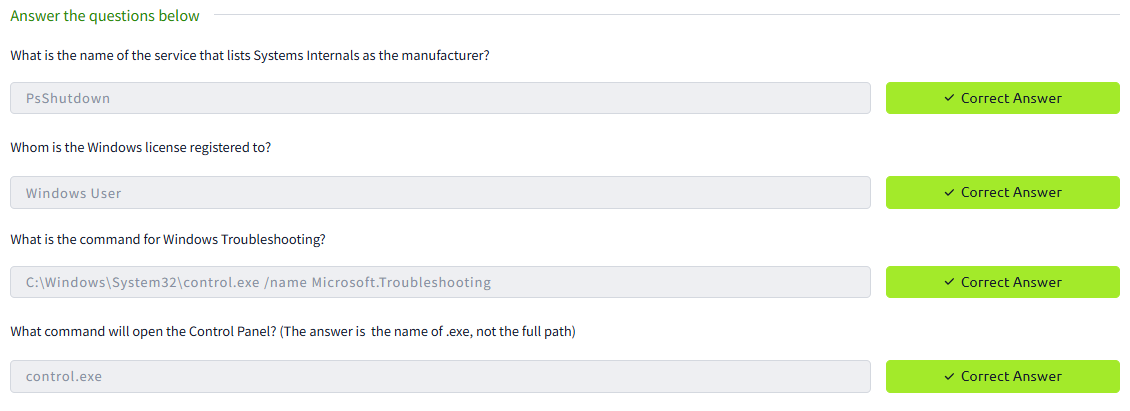 Answer the questions below
What is the name of the service that lists Systems Internals as the manufacturer?
PsShutdown
✓ Correct Answer
Whom is the Windows license registered to?
Windows User
✓ Correct Answer
What is the command for Windows Troubleshooting?
C:\Windows\System32\control.exe /name Microsoft.Troubleshooting
✓ Correct Answer
What command will open the Control Panel? (The answer is  the name of .exe, not the full path)
control.exe
✓ Correct Answer